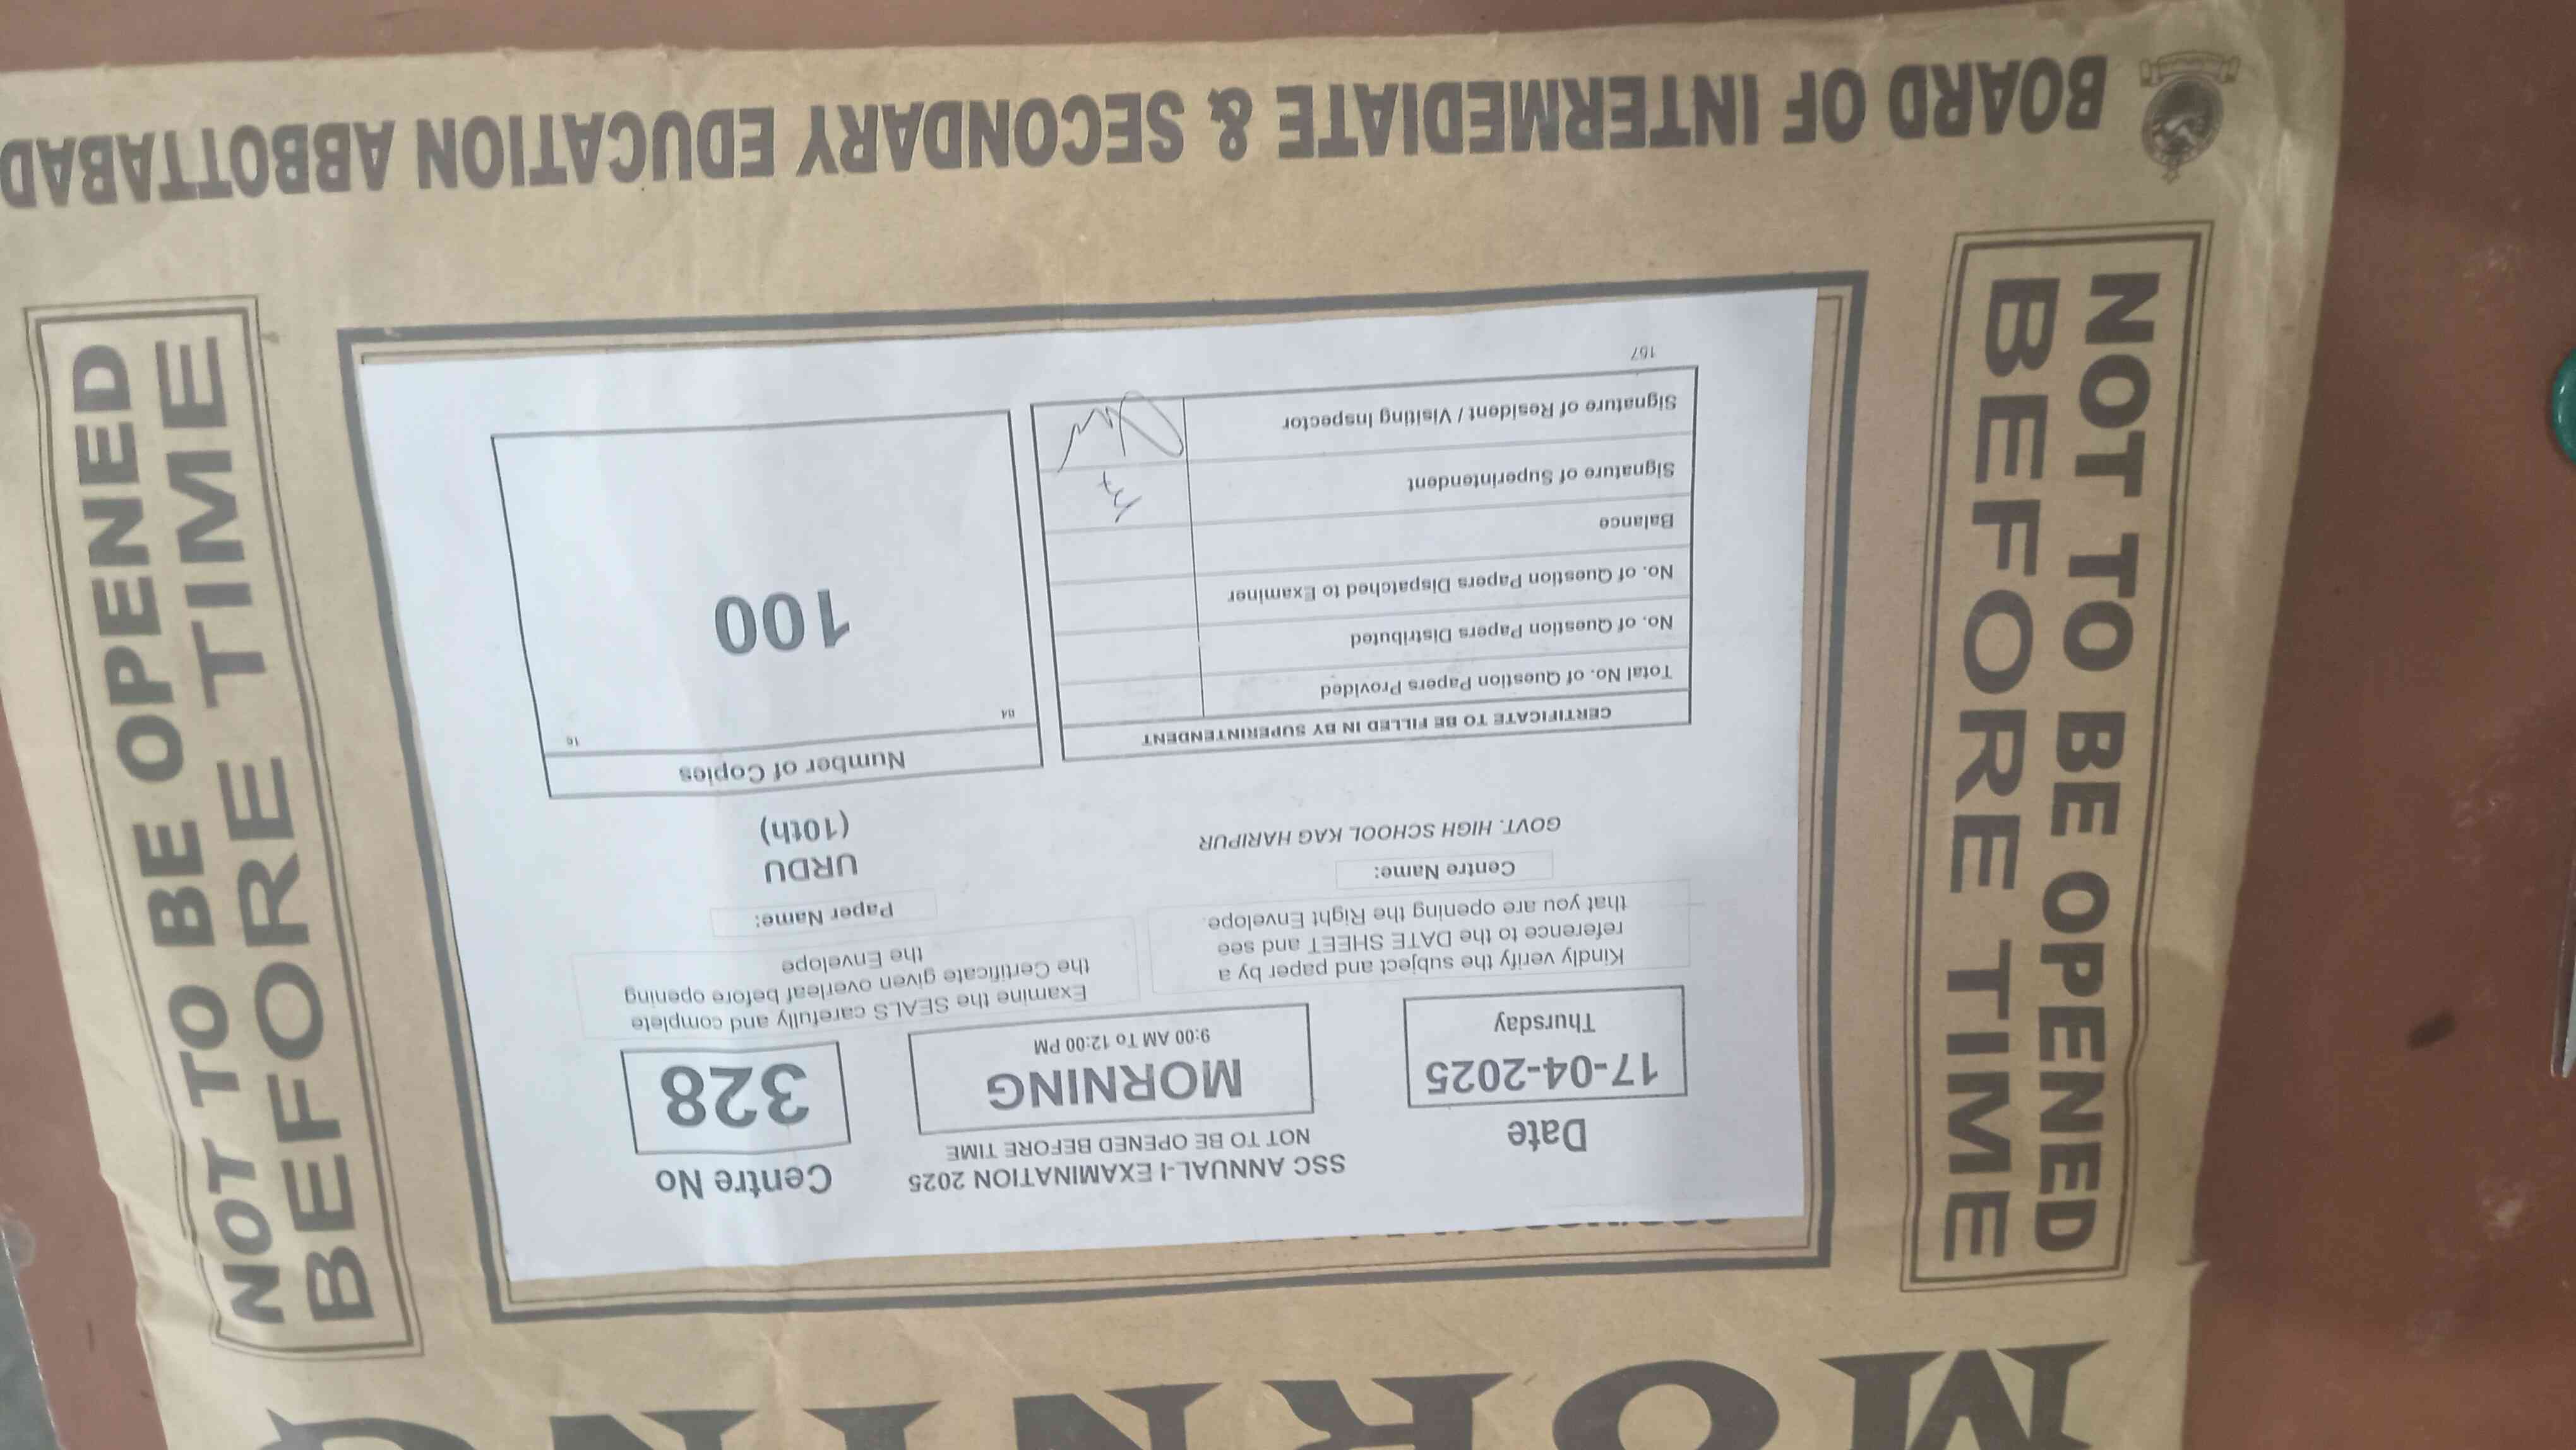 MORNING
NOT TO BE OPENED
BEFORE TIME
SSC ANNUAL-I EXAMINATION 2025
NOT TO BE OPENED BEFORE TIME
Date
17-04-2025
Thursday
MORNING
9:00 AM To 12:00 PM
Centre No
328
Kindly verify the subject and paper by a
reference to the DATE SHEET and see
that you are opening the Right Envelope
Examine the SEALS carefully and complete
the Certificate given overleaf before opening
the Envelope
Centre Name:
GOVT. HIGH SCHOOL KAG HARIPUR
Paper Name:
URDU
(10th)
CERTIFICATE TO BE FILLED IN BY SUPERINTENDENT
Total No. of Question Papers Provided
No. of Question Papers Distributed
No. of Question Papers Dispatched to Examiner
Balance
Signature of Superintendent
Signature of Resident / Visiting Inspector
157
Number of Copies
100
NOT TO BE OPENED
BEFORE TIME
BOARD OF INTERMEDIATE & SECONDARY EDUCATION ABBOTTABAD